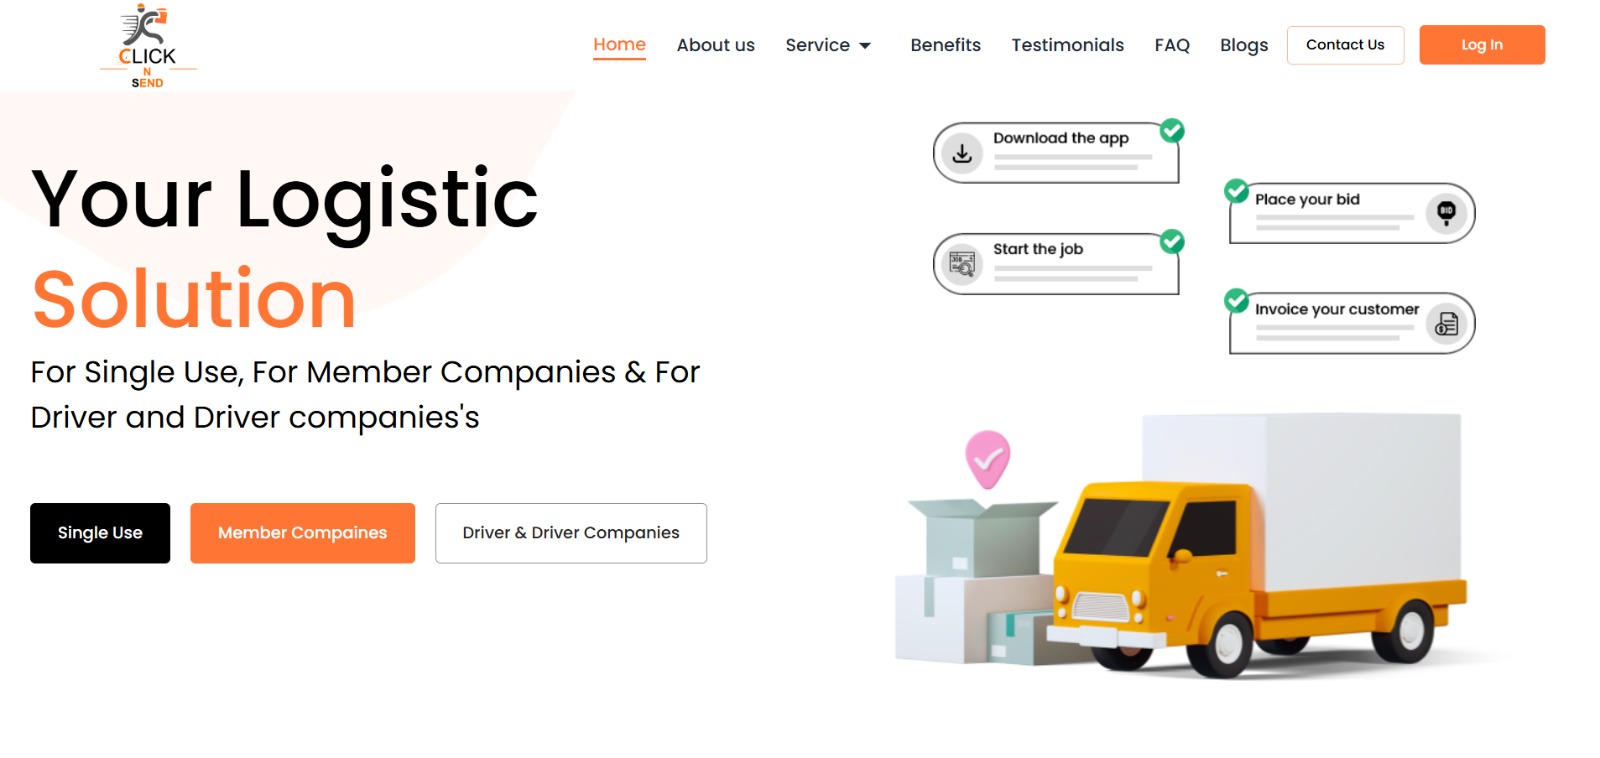 CLICK
N
SEND
Home
About us
Service
Benefits
Testimonials
FAQ
Blogs
Contact Us
Log In
Your Logistic
Solution
For Single Use, For Member Companies & For
Driver and Driver companies's
Single Use
Member Compaines
Driver & Driver Companies
Download the app
Place your bid
BID
Start the job
JOB
Invoice your customer